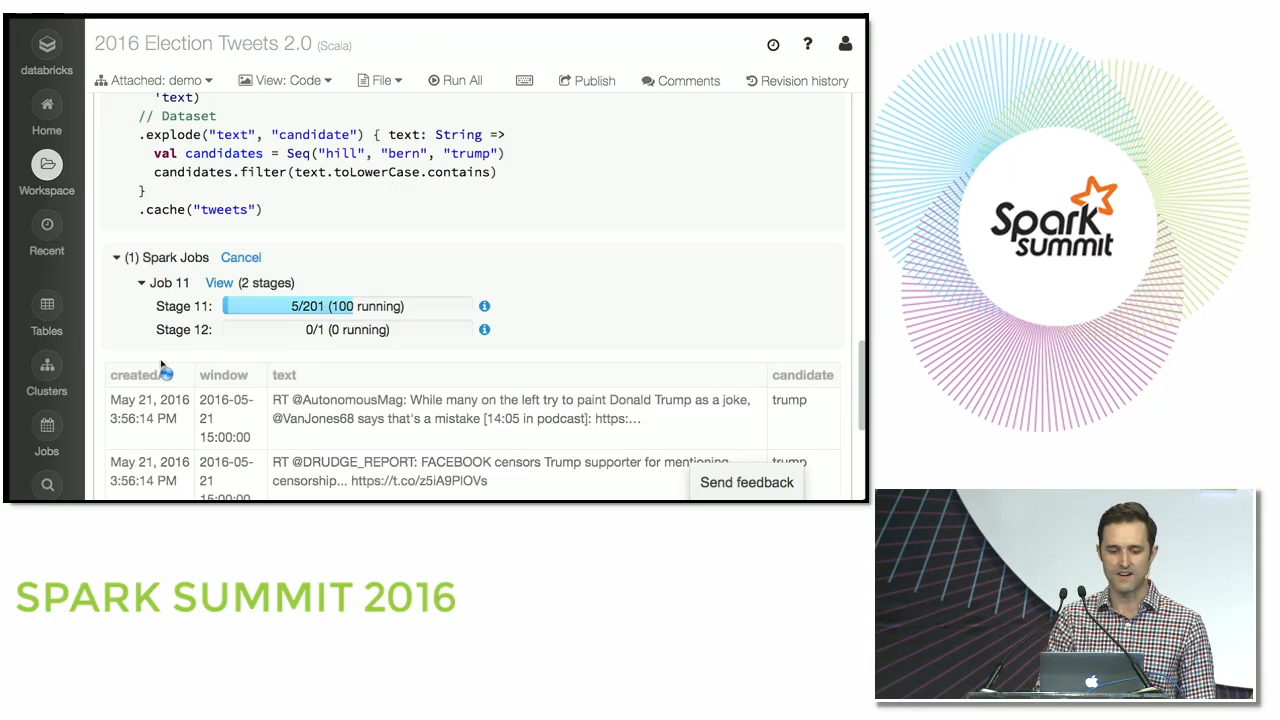 databricks
Home
Workspace
Recent
Tables
Clusters
Jobs
2016 Election Tweets 2.0 (Scala)
?
Attached: demo
View: Code
File
Run All
Publish
Comments
Revision history
'text)
// Dataset
.explode("text", "candidate") { text: String =>
val candidates = Seq("hill", "bern", "trump")
candidates.filter(text.toLowerCase.contains)
}
.cache("tweets")
(1) Spark Jobs Cancel
Job 11 View (2 stages)
Stage 11: 5/201 (100 running)
Stage 12: 0/1 (0 running)
created window text candidate
May 21, 2016
3:56:14 PM
2016-05-
21
15:00:00
RT @AutonomousMag: While many on the left try to paint Donald Trump as a joke,
@VanJones68 says that's a mistake [14:05 in podcast]: https:…
trump
May 21, 2016
3:56:14 PM
2016-05-
21
15:00:00
RT @DRUDGE_REPORT: FACEBOOK censors Trump supporter for mentioning
censorship... https://t.co/z5iA9PlOVs
trump
Send feedback
Spark
summit
SPARK SUMMIT 2016